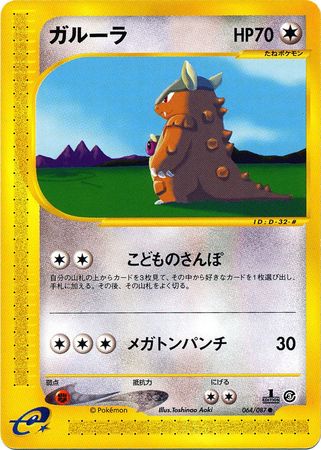 ガルーラ HP70
たねポケモン
ID:D-32-#
こどものさんぽ
自分の山札の上からカードを3枚見て、その中から好きなカードを1枚選び出し、
手札に加える。その後、その山札をよく切る。
メガトンパンチ 30
弱点 抵抗力 にげる
1 EDITION
e ©Pokémon Illus.Toshinao Aoki 064/087●